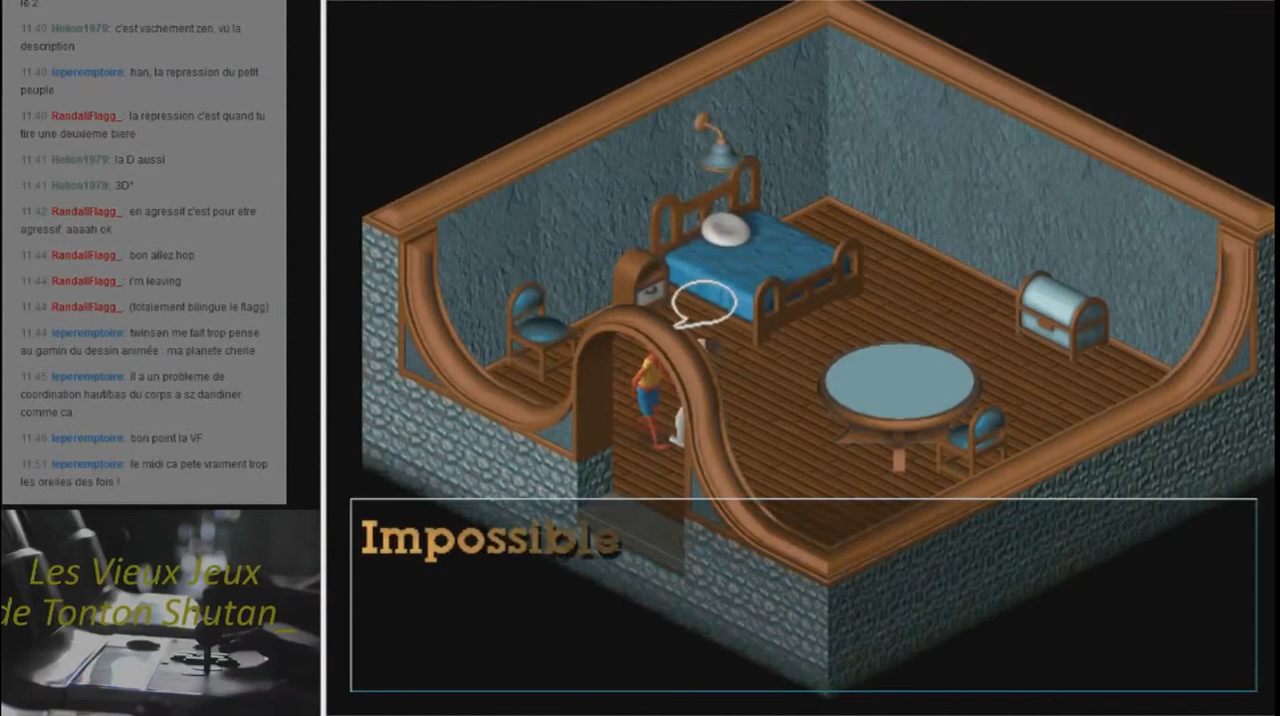 le 2
11:40 Helion1979: c'est vachement zen, vu la
description
11:40 leperemptoire: han, la repression du petit
peuple
11:40 RandallFlagg_: la repression c'est quand tu
tire une deuxieme biere
11:41 Helion1979: la D aussi
11:41 Helion1979: 3D*
11:42 RandallFlagg_: en agressif c'est pour etre
agressif, aaaah ok
11:44 RandallFlagg_: bon allez hop
11:44 RandallFlagg_: i'm leaving
11:44 RandallFlagg_: (totalement bilingue le flagg)
11:44 leperemptoire: twinsen me fait trop pense
au gamin du dessin animée : ma planete cherie
11:45 leperemptoire: il a un probleme de
coordination haut/bas du corps a sz dandiner
comme ca
11:46 leperemptoire: bon point la VF
11:51 leperemptoire: le midi ca pete vraiment trop
les oreiles des fois !
Les Vieux Jeux
de Tonton Shutan_
Impossible